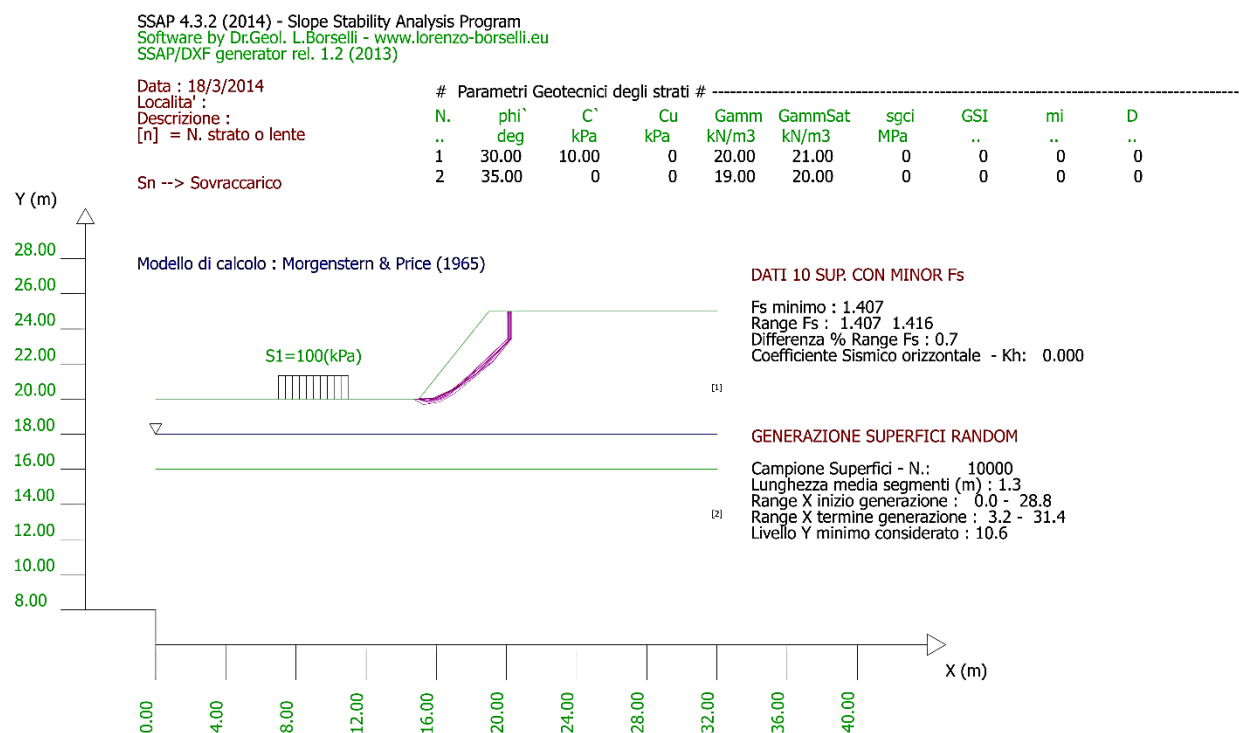 SSAP 4.3.2 (2014) - Slope Stability Analysis Program
Software by Dr.Geol. L.Borselli - www.lorenzo-borselli.eu
SSAP/DXF generator rel. 1.2 (2013)
Data : 18/3/2014
Localita' :
Descrizione :
[n] = N. strato o lente
Sn --> Sovraccarico
# Parametri Geotecnici degli strati # ------------------------------------------------------------
N. phi` C` Cu Gamm GammSat sgci GSI mi D
.. deg kPa kPa kN/m3 kN/m3 MPa .. .. ..
1 30.00 10.00 0 20.00 21.00 0 0 0 0
2 35.00 0 0 19.00 20.00 0 0 0 0
Y (m)
28.00
26.00
24.00
22.00
20.00
18.00
16.00
14.00
12.00
10.00
8.00
Modello di calcolo : Morgenstern & Price (1965)
S1=100(kPa)
[1]
[2]
DATI 10 SUP. CON MINOR Fs
Fs minimo : 1.407
Range Fs : 1.407 1.416
Differenza % Range Fs : 0.7
Coefficiente Sismico orizzontale - Kh: 0.000
GENERAZIONE SUPERFICI RANDOM
Campione Superfici - N.: 10000
Lunghezza media segmenti (m) : 1.3
Range X inizio generazione : 0.0 - 28.8
Range X termine generazione : 3.2 - 31.4
Livello Y minimo considerato : 10.6
X (m)
0.00
4.00
8.00
12.00
16.00
20.00
24.00
28.00
32.00
36.00
40.00